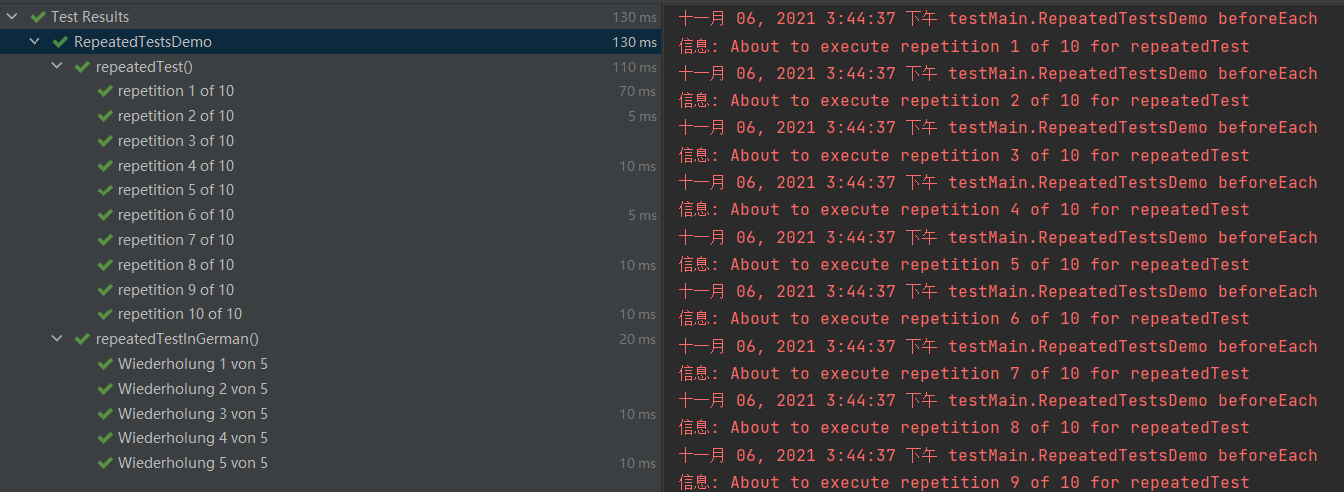 Test Results 130 ms
RepeatedTestsDemo 130 ms
repeatedTest() 110 ms
repetition 1 of 10 70 ms
repetition 2 of 10 5 ms
repetition 3 of 10
repetition 4 of 10 10 ms
repetition 5 of 10
repetition 6 of 10 5 ms
repetition 7 of 10
repetition 8 of 10 10 ms
repetition 9 of 10
repetition 10 of 10 10 ms
repeatedTestInGerman() 20 ms
Wiederholung 1 von 5
Wiederholung 2 von 5
Wiederholung 3 von 5 10 ms
Wiederholung 4 von 5
Wiederholung 5 von 5 10 ms
十一月 06, 2021 3:44:37 下午 testMain.RepeatedTestsDemo beforeEach
信息: About to execute repetition 1 of 10 for repeatedTest
十一月 06, 2021 3:44:37 下午 testMain.RepeatedTestsDemo beforeEach
信息: About to execute repetition 2 of 10 for repeatedTest
十一月 06, 2021 3:44:37 下午 testMain.RepeatedTestsDemo beforeEach
信息: About to execute repetition 3 of 10 for repeatedTest
十一月 06, 2021 3:44:37 下午 testMain.RepeatedTestsDemo beforeEach
信息: About to execute repetition 4 of 10 for repeatedTest
十一月 06, 2021 3:44:37 下午 testMain.RepeatedTestsDemo beforeEach
信息: About to execute repetition 5 of 10 for repeatedTest
十一月 06, 2021 3:44:37 下午 testMain.RepeatedTestsDemo beforeEach
信息: About to execute repetition 6 of 10 for repeatedTest
十一月 06, 2021 3:44:37 下午 testMain.RepeatedTestsDemo beforeEach
信息: About to execute repetition 7 of 10 for repeatedTest
十一月 06, 2021 3:44:37 下午 testMain.RepeatedTestsDemo beforeEach
信息: About to execute repetition 8 of 10 for repeatedTest
十一月 06, 2021 3:44:37 下午 testMain.RepeatedTestsDemo beforeEach
信息: About to execute repetition 9 of 10 for repeatedTest